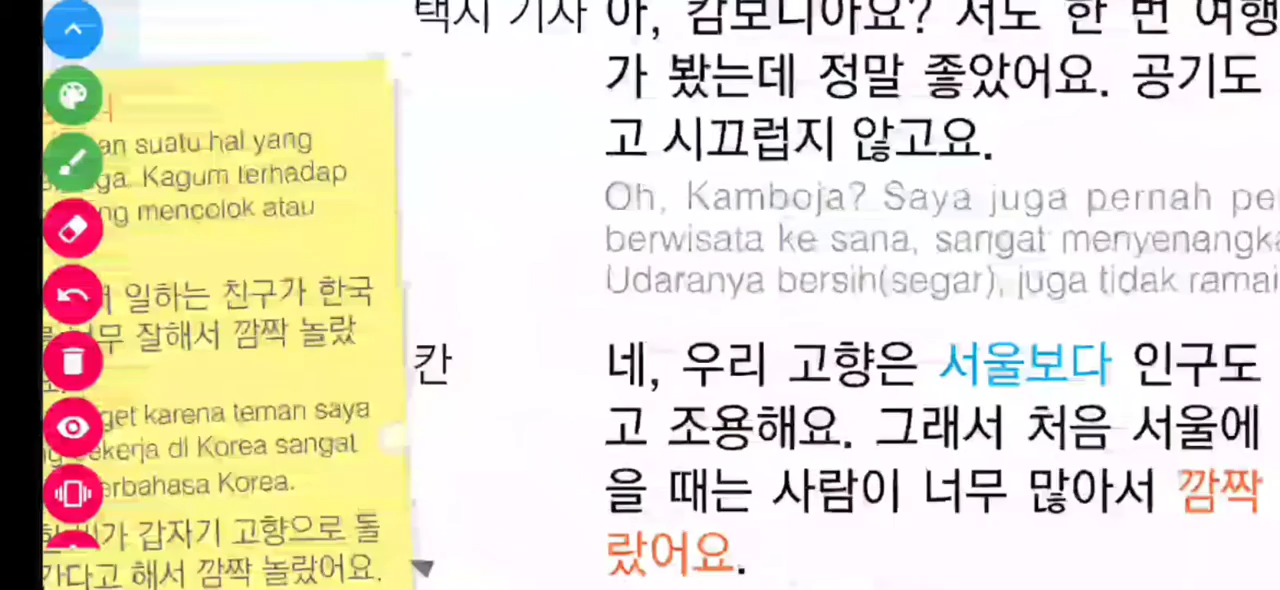 택시 기사 아, 캄보디아요? 저도 한 번 여행
가 봤는데 정말 좋았어요. 공기도
고 시끄럽지 않고요.
Oh, Kamboja? Saya juga pernah pe
berwisata ke sana, sangat menyenangka
Udaranya bersih(segar), juga tidak ramai
칸 네, 우리 고향은 서울보다 인구도
고 조용해요. 그래서 처음 서울에
을 때는 사람이 너무 많아서 깜짝
랐어요.
an suatu hal yang
ga. Kagum terhadap
ng mencolok atau
일하는 친구가 한국
무 잘해서 깜짝 놀랐
get karena teman saya
ekerja di Korea sangat
erbahasa Korea.
가 갑자기 고향으로 돌
간다고 해서 깜짝 놀랐어요.